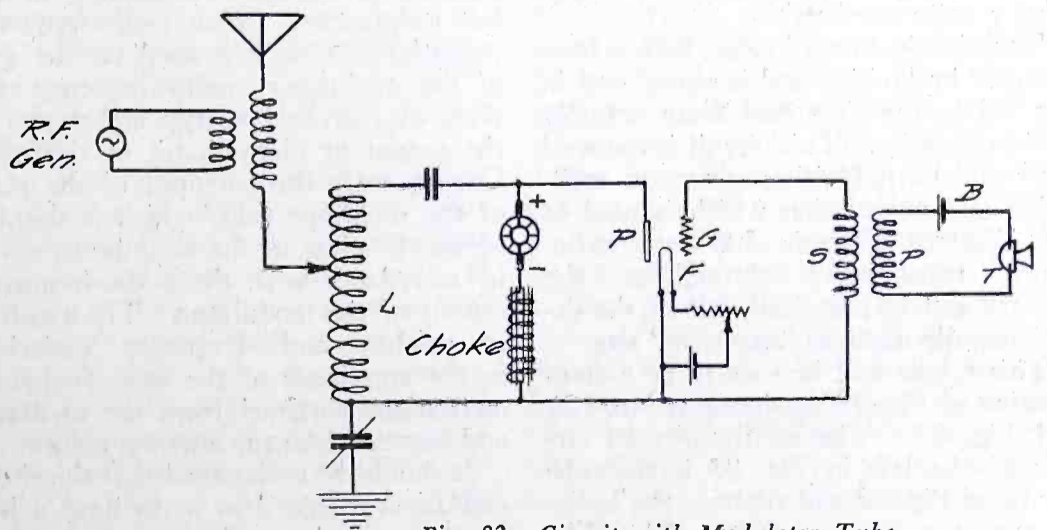 R.F.
Gen.
+
−
P
G
F
S
P
B
T
L
Choke
Fig. 22. Circuit with Modulator Tube